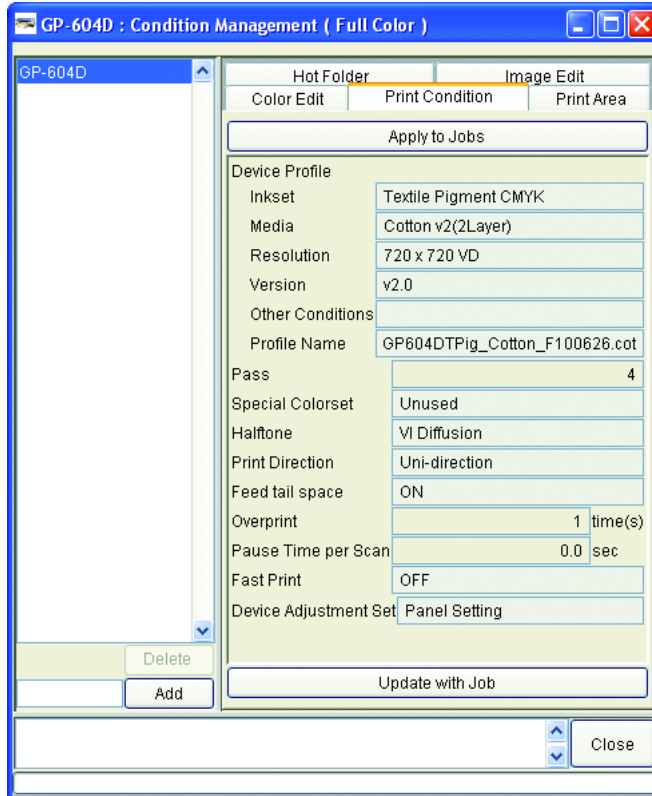 GP-604D : Condition Management ( Full Color )
GP-604D
Hot Folder Image Edit
Color Edit Print Condition Print Area
Apply to Jobs
Device Profile
Inkset Textile Pigment CMYK
Media Cotton v2(2Layer)
Resolution 720 x 720 VD
Version v2.0
Other Conditions
Profile Name GP604DTPig_Cotton_F100626.cot
Pass 4
Special Colorset Unused
Halftone VI Diffusion
Print Direction Uni-direction
Feed tail space ON
Overprint 1 time(s)
Pause Time per Scan 0.0 sec
Fast Print OFF
Device Adjustment Set Panel Setting
Delete
Add
Update with Job
Close